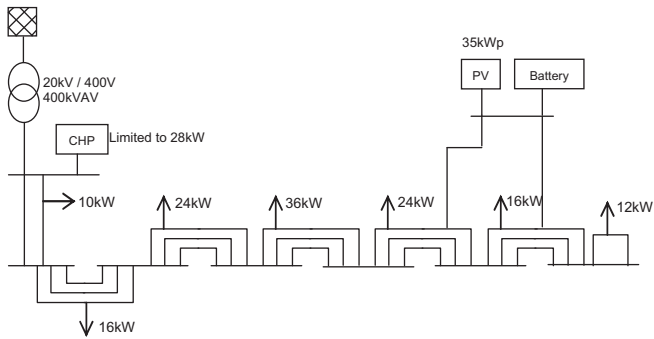 35kWp
PV
Battery
20kV / 400V
400kVAV
CHP
Limited to 28kW
10kW
24kW
36kW
24kW
16kW
12kW
16kW